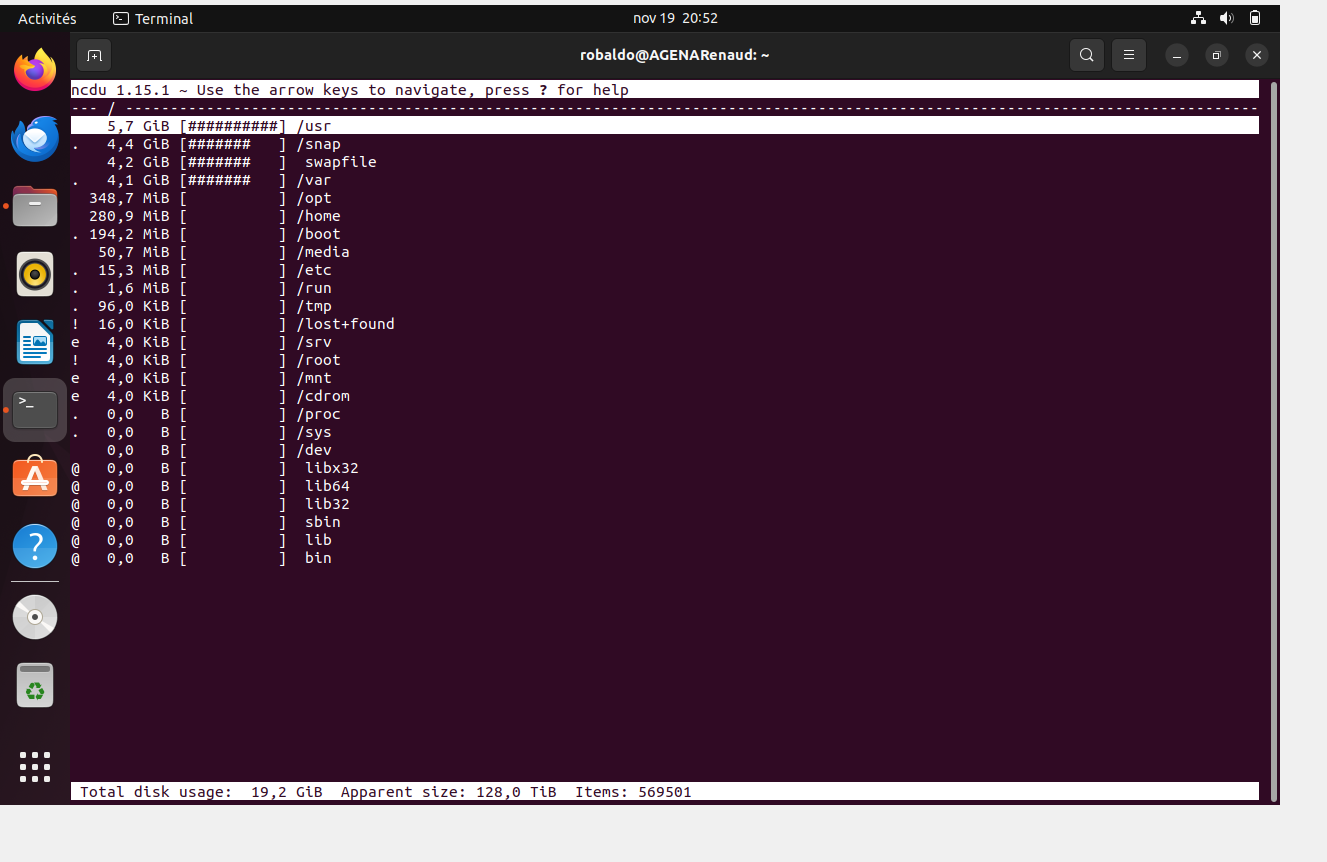 Activités
Terminal
nov 19 20:52
robaldo@AGENARenaud: ~
ncdu 1.15.1 ~ Use the arrow keys to navigate, press ? for help
--- / ------------------------------------------------------------------------------------------------------------------------------
    5,7 GiB [##########] /usr
.   4,4 GiB [#######   ] /snap
    4,2 GiB [#######   ]  swapfile
.   4,1 GiB [#######   ] /var
  348,7 MiB [          ] /opt
  280,9 MiB [          ] /home
. 194,2 MiB [          ] /boot
   50,7 MiB [          ] /media
.  15,3 MiB [          ] /etc
.   1,6 MiB [          ] /run
.  96,0 KiB [          ] /tmp
!  16,0 KiB [          ] /lost+found
e   4,0 KiB [          ] /srv
!   4,0 KiB [          ] /root
e   4,0 KiB [          ] /mnt
e   4,0 KiB [          ] /cdrom
.   0,0   B [          ] /proc
.   0,0   B [          ] /sys
    0,0   B [          ] /dev
@   0,0   B [          ]  libx32
@   0,0   B [          ]  lib64
@   0,0   B [          ]  lib32
@   0,0   B [          ]  sbin
@   0,0   B [          ]  lib
@   0,0   B [          ]  bin
Total disk usage:  19,2 GiB  Apparent size: 128,0 TiB  Items: 569501